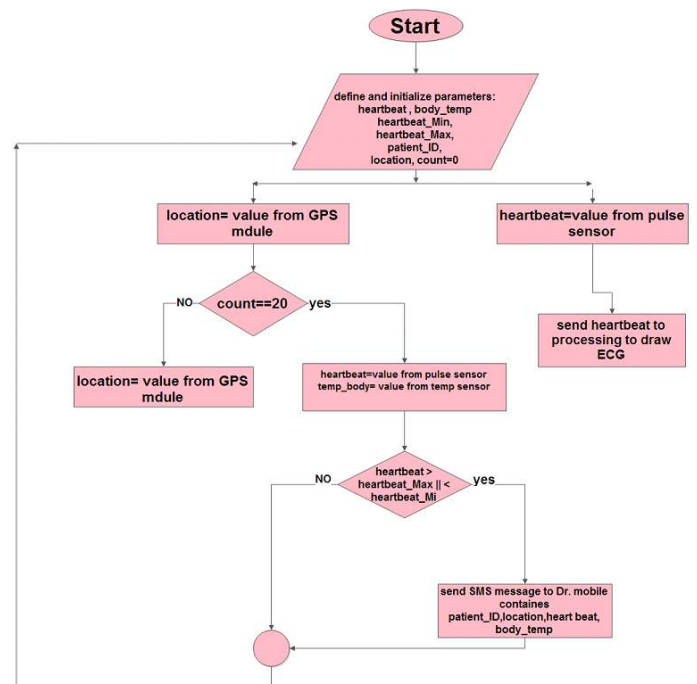 Start
define and initialize parameters:
heartbeat , body_temp
heartbeat_Min,
heartbeat_Max,
patient_ID,
location, count=0
location= value from GPS
mdule
heartbeat=value from pulse
sensor
NO
count==20
yes
send heartbeat to
processing to draw
ECG
location= value from GPS
mdule
heartbeat=value from pulse sensor
temp_body= value from temp sensor
NO
heartbeat >
heartbeat_Max || <
heartbeat_Mi
yes
send SMS message to Dr. mobile
containes
patient_ID,location,heart beat,
body_temp